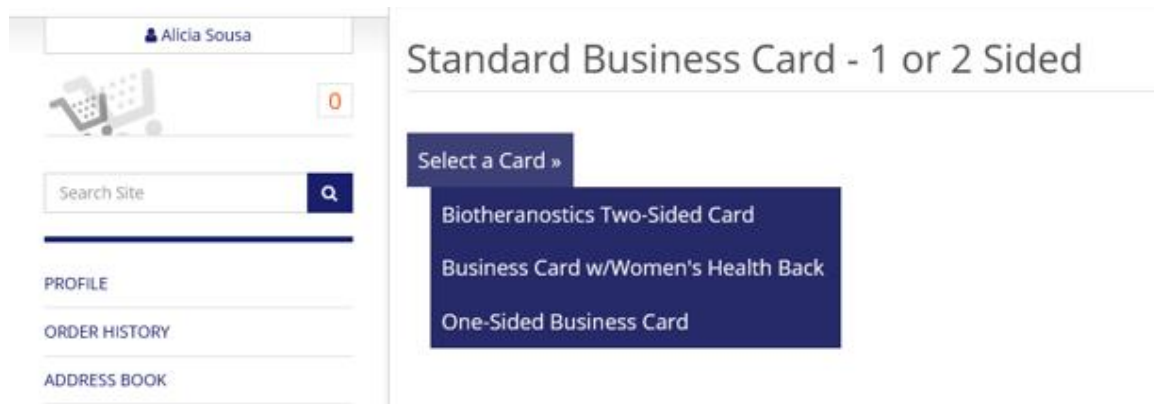 Alicia Sousa
0
Search Site
PROFILE
ORDER HISTORY
ADDRESS BOOK
Standard Business Card - 1 or 2 Sided
Select a Card »
Biotheranostics Two-Sided Card
Business Card w/Women's Health Back
One-Sided Business Card